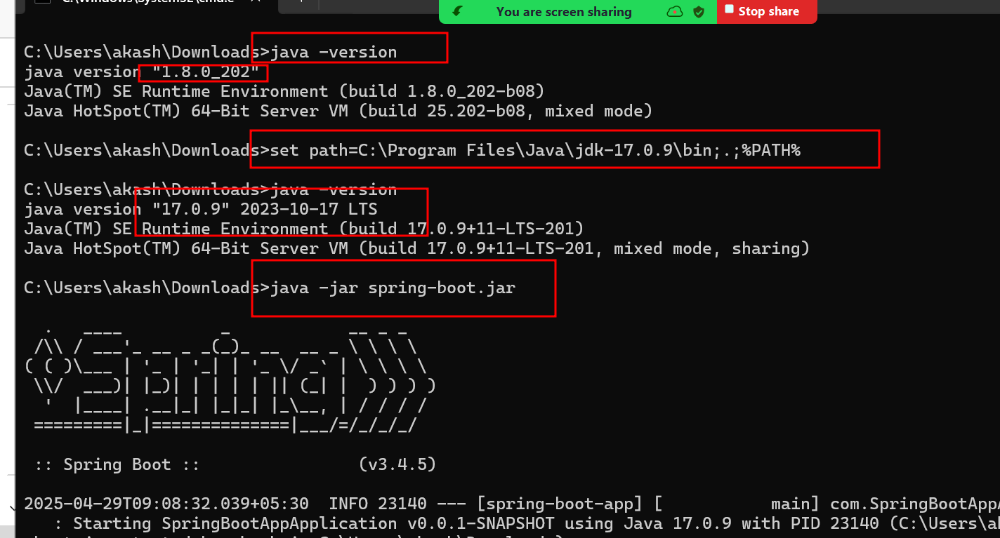 You are screen sharing
Stop share
C:\Users\akash\Downloads>java -version
java version "1.8.0_202"
Java(TM) SE Runtime Environment (build 1.8.0_202-b08)
Java HotSpot(TM) 64-Bit Server VM (build 25.202-b08, mixed mode)
C:\Users\akash\Downloads>set path=C:\Program Files\Java\jdk-17.0.9\bin;.;%PATH%
C:\Users\akash\Downloads>java -version
java version "17.0.9" 2023-10-17 LTS
Java(TM) SE Runtime Environment (build 17.0.9+11-LTS-201)
Java HotSpot(TM) 64-Bit Server VM (build 17.0.9+11-LTS-201, mixed mode, sharing)
C:\Users\akash\Downloads>java -jar spring-boot.jar
  .   ____          _            __ _ _
 /\\ / ___'_ __ _ _(_)_ __  __ _ \ \ \ \
( ( )\___ | '_ | '_| | '_ \/ _` | \ \ \ \
 \\/  ___)| |_)| | | | | || (_| |  ) ) ) )
  '  |____| .__|_| |_|_| |_\__, | / / / /
 =========|_|==============|___/=/_/_/_/
 :: Spring Boot ::                (v3.4.5)
2025-04-29T09:08:32.039+05:30  INFO 23140 --- [spring-boot-app] [           main] com.SpringBootApp
   : Starting SpringBootAppApplication v0.0.1-SNAPSHOT using Java 17.0.9 with PID 23140 (C:\Users\ak